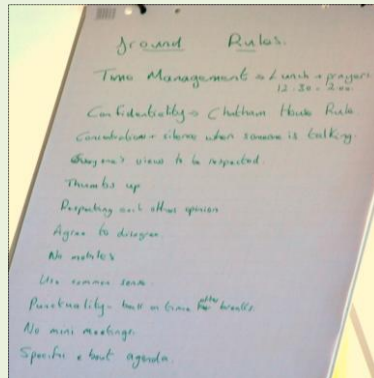 Ground Rules.
Time Management → Lunch + prayers
12.30 - 2.00
Confidentiality → Chatham House Rule.
Concentration + silence when someone is talking.
Everyone's views to be respected.
Thumbs up
Respecting each others opinion
Agree to disagree.
No mobiles
Use common sense.
Punctuality - back on time after breaks.
No mini meetings.
Specific about agenda.